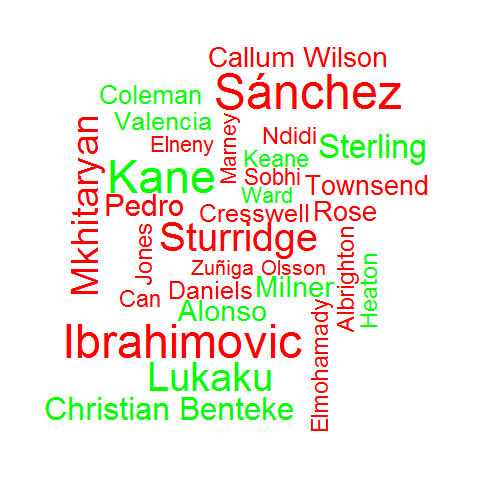 Callum Wilson
Sánchez
Coleman
Valencia
Elneny
Marney
Ndidi
Sterling
Keane
Kane
Sobhi
Townsend
Ward
Mkhitaryan
Pedro
Cresswell
Rose
Jones
Sturridge
Albrighton
Heaton
Zuñiga
Olsson
Can
Daniels
Milner
Alonso
Elmohamady
Ibrahimovic
Lukaku
Christian Benteke